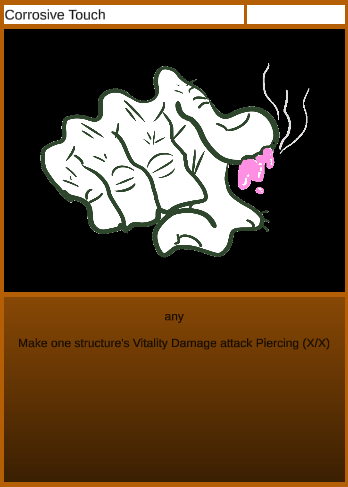 Corrosive Touch
any
Make one structure's Vitality Damage attack Piercing (X/X)